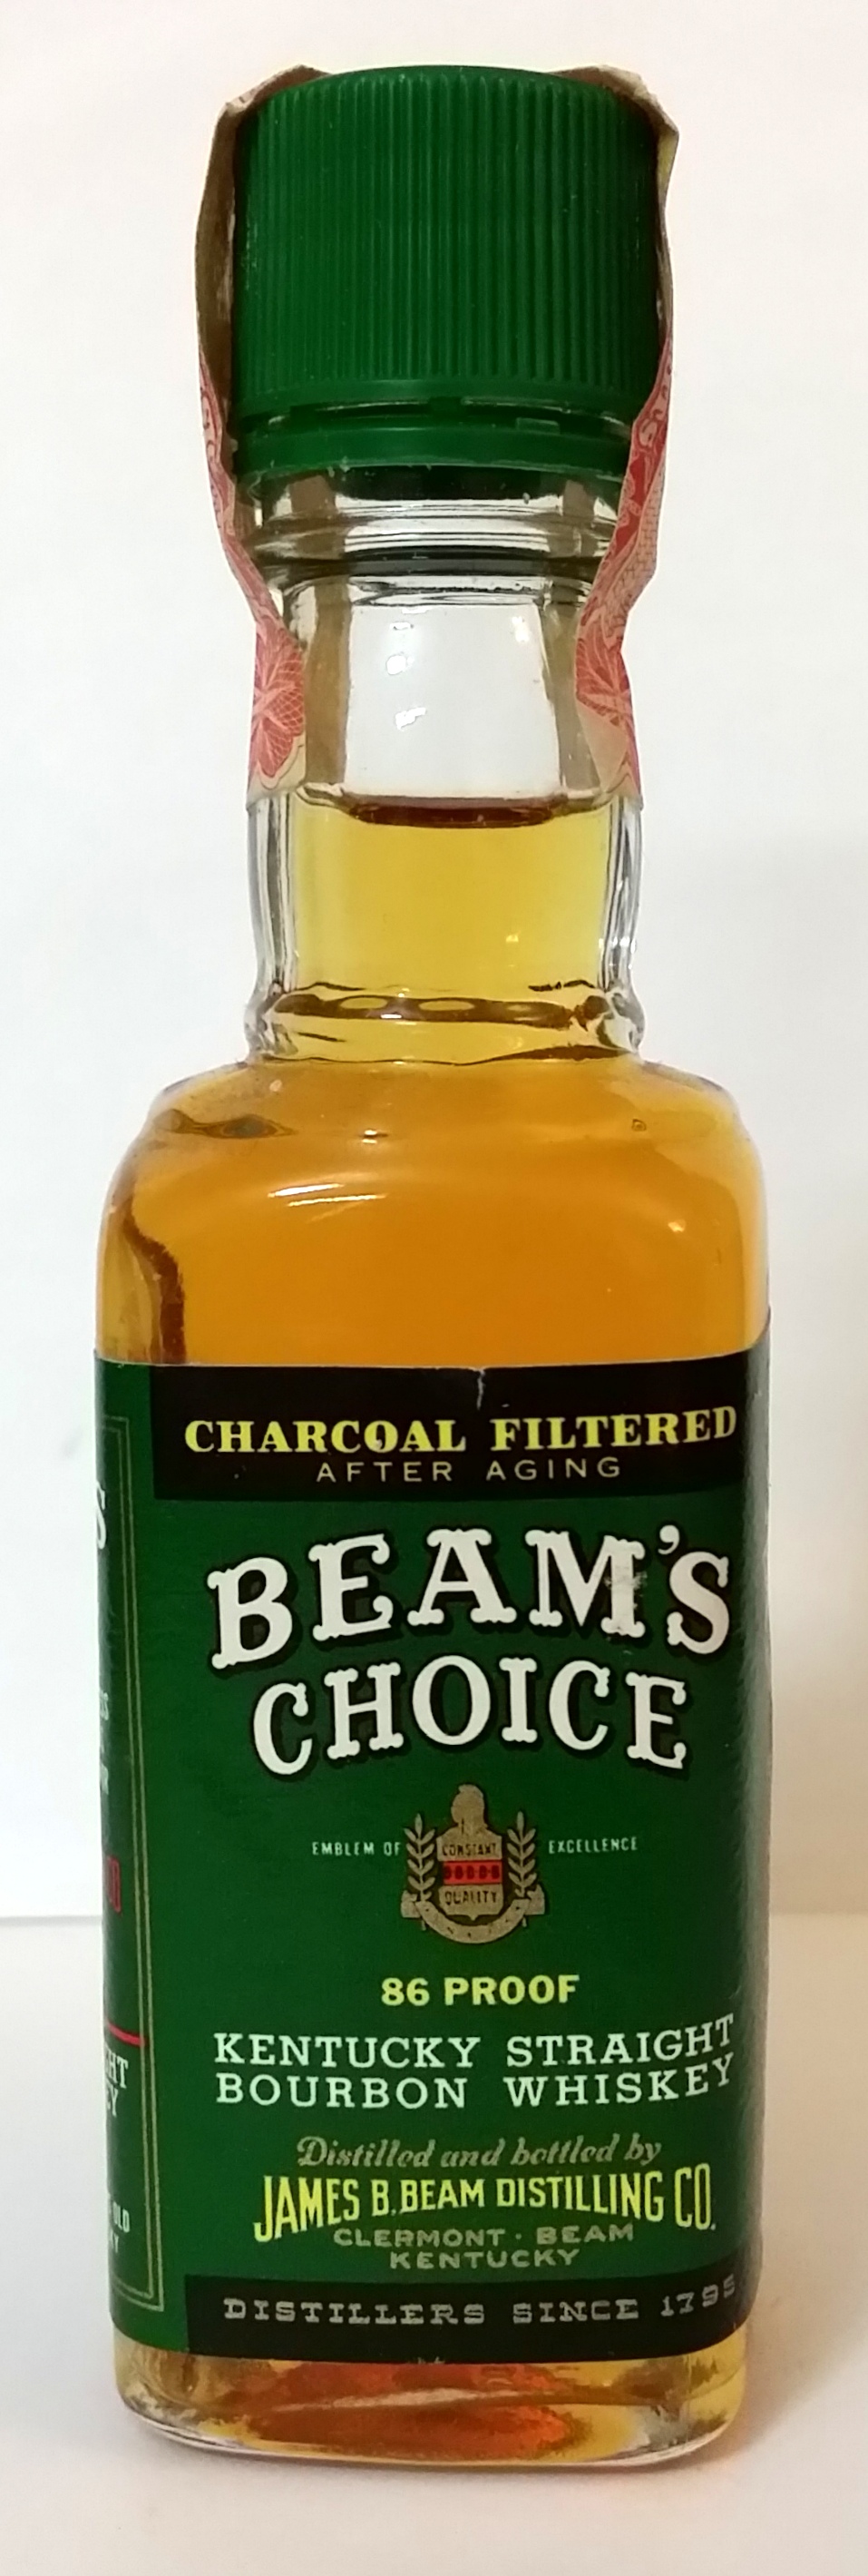 CHARCOAL FILTERED
AFTER AGING
BEAM'S
CHOICE
EMBLEM OF EXCELLENCE
CONSTANT
QUALITY
86 PROOF
KENTUCKY STRAIGHT
BOURBON WHISKEY
Distilled and bottled by
JAMES B. BEAM DISTILLING CO.
CLERMONT · BEAM
KENTUCKY
DISTILLERS SINCE 1795
OLD